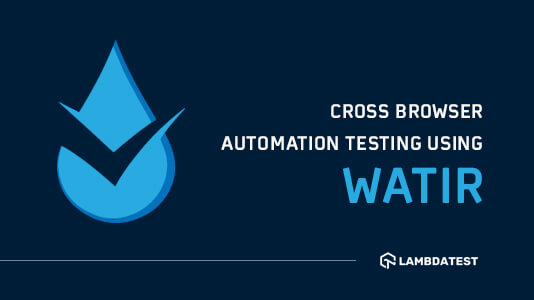 CROSS BROWSER
AUTOMATION TESTING USING
WATIR
LAMBDATEST